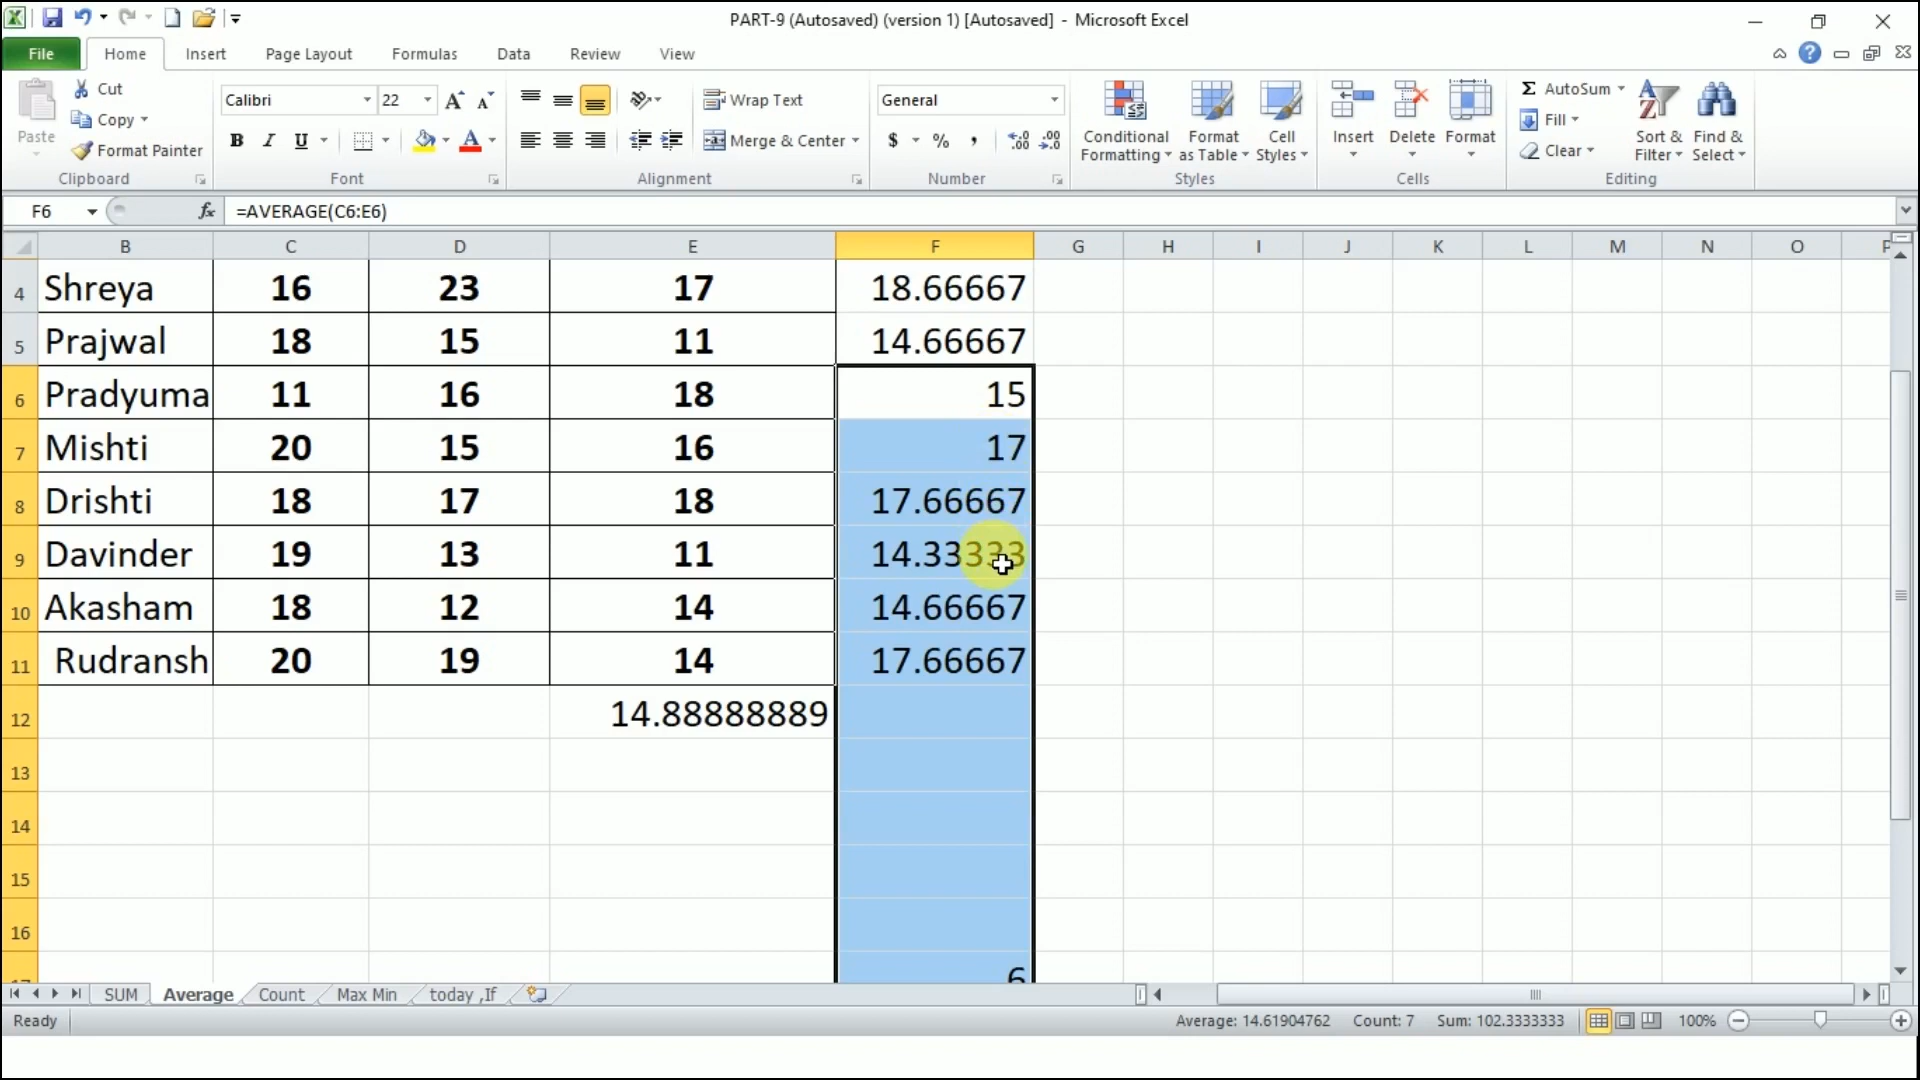 PART-9 (Autosaved) (version 1) [Autosaved] - Microsoft Excel
File Home Insert Page Layout Formulas Data Review View
Paste
Cut
Copy
Format Painter
Clipboard
Calibri 22
B I U
Font
Wrap Text
Merge & Center
Alignment
General
$ % ,
Number
Conditional Formatting
Format as Table
Cell Styles
Styles
Insert Delete Format
Cells
AutoSum
Fill
Clear
Sort & Filter
Find & Select
Editing
F6 fx =AVERAGE(C6:E6)
B C D E F G H I J K L M N O P
4 Shreya 16 23 17 18.66667
5 Prajwal 18 15 11 14.66667
6 Pradyuma 11 16 18 15
7 Mishti 20 15 16 17
8 Drishti 18 17 18 17.66667
9 Davinder 19 13 11 14.33333
10 Akasham 18 12 14 14.66667
11 Rudransh 20 19 14 17.66667
12 14.88888889
13
14
15
16
17 6
SUM Average Count Max Min today ,If
Ready Average: 14.61904762 Count: 7 Sum: 102.3333333 100%